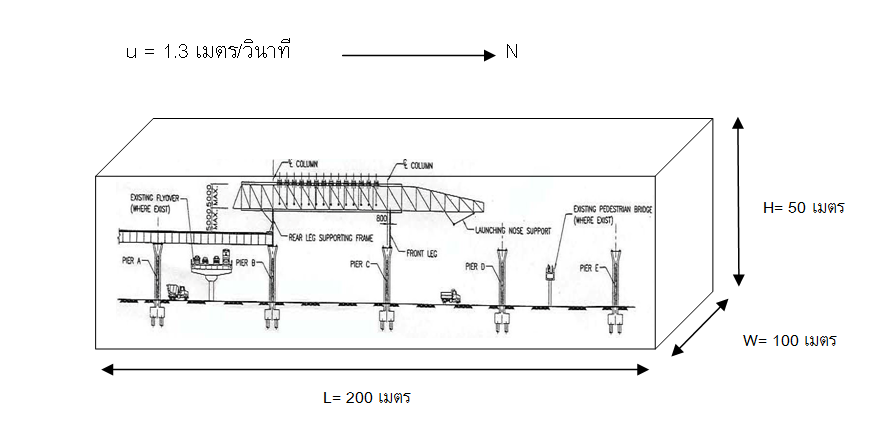 u = 1.3 เมตร/วินาที
N
℄ COLUMN
℄ COLUMN
EXISTING FLYOVER
(WHERE EXIST)
5000 5000
MAX. MAX.
800
EXISTING PEDESTRIAN BRIDGE
(WHERE EXIST)
LAUNCHING NOSE SUPPORT
REAR LEG SUPPORTING FRAME
FRONT LEG
PIER A
PIER B
PIER C
PIER D
PIER E
H= 50 เมตร
W= 100 เมตร
L= 200 เมตร